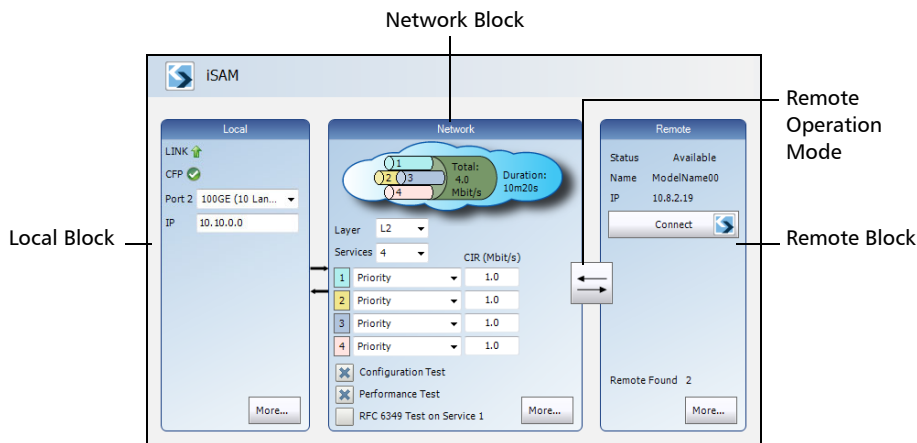 Network Block
iSAM
Remote
Operation
Mode
Local
LINK
CFP
Port 2 100GE (10 Lan...
IP 10.10.0.0
More...
Local Block
Network
1
2 3
4
Total:
4.0
Mbit/s
Duration:
10m20s
Layer L2
Services 4
CIR (Mbit/s)
1 Priority 1.0
2 Priority 1.0
3 Priority 1.0
4 Priority 1.0
Configuration Test
Performance Test
RFC 6349 Test on Service 1
More...
Remote
Status Available
Name ModelName00
IP 10.8.2.19
Connect
Remote Found 2
More...
Remote Block